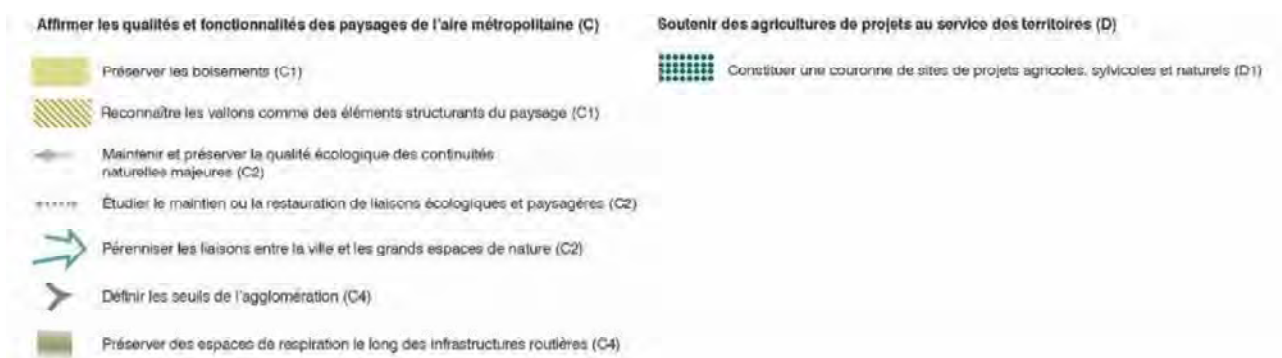 Affirmer les qualités et fonctionnalités des paysages de l'aire métropolitaine (C)
Préserver les boisements (C1)
Reconnaître les vallons comme des éléments structurants du paysage (C1)
Maintenir et préserver la qualité écologique des continuités
naturelles majeures (C2)
Étudier le maintien ou la restauration de liaisons écologiques et paysagères (C2)
Pérenniser les liaisons entre la ville et les grands espaces de nature (C2)
Définir les seuils de l'agglomération (C4)
Préserver des espaces de respiration le long des infrastructures routières (C4)
Soutenir des agricultures de projets au service des territoires (D)
Constituer une couronne de sites de projets agricoles, sylvicoles et naturels (D1)